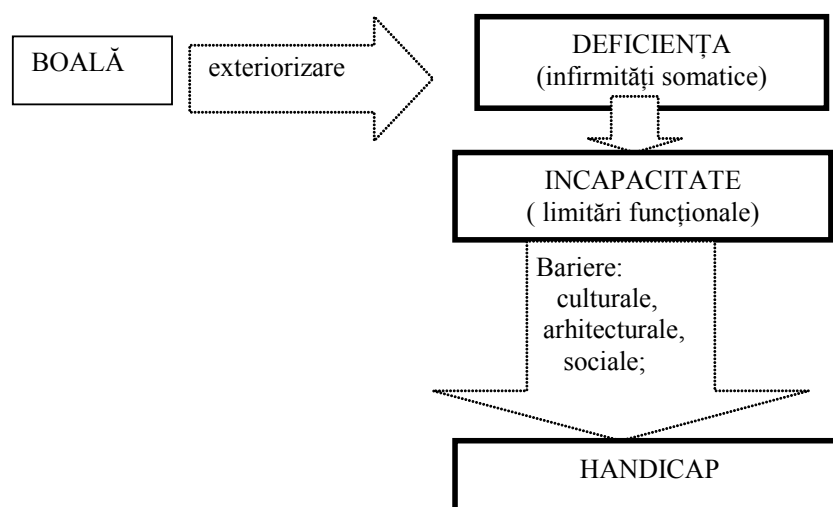 BOALĂ
exteriorizare
DEFICIENȚA
(infirmități somatice)
INCAPACITATE
( limitări funcționale)
Bariere:
culturale,
arhitecturale,
sociale;
HANDICAP